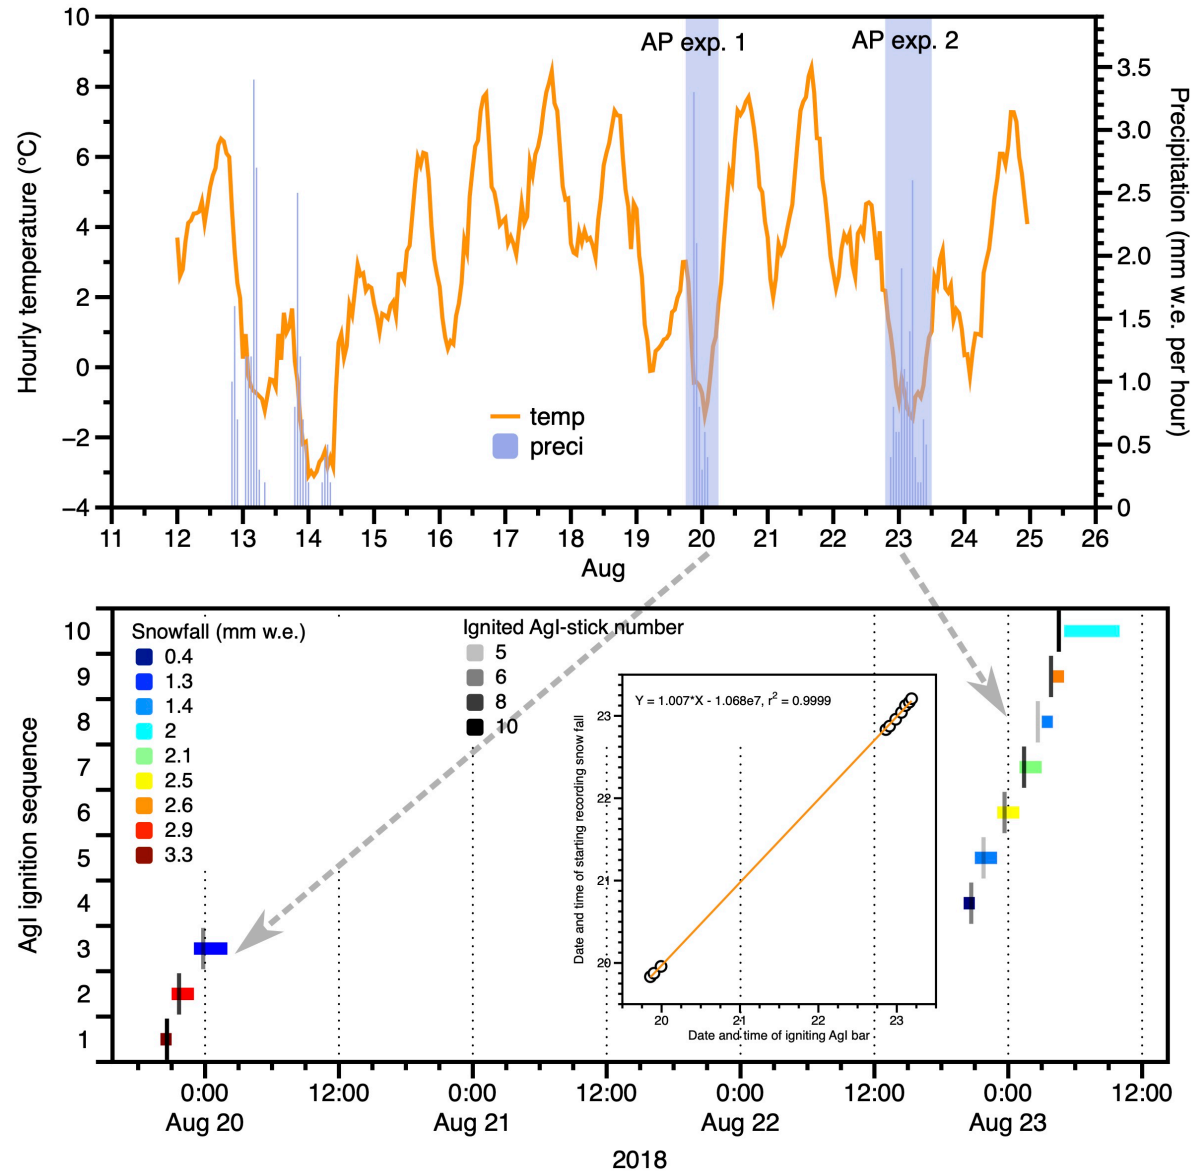 AP exp. 1
AP exp. 2
Hourly temperature (°C)
10
8
6
4
2
0
−2
−4
Precipitation (mm w.e. per hour)
3.5
3.0
2.5
2.0
1.5
1.0
0.5
0
temp
preci
11 12 13 14 15 16 17 18 19 20 21 22 23 24 25 26
Aug
AgI ignition sequence
10
9
8
7
6
5
4
3
2
1
Snowfall (mm w.e.)
0.4
1.3
1.4
2
2.1
2.5
2.6
2.9
3.3
Ignited AgI-stick number
5
6
8
10
Y = 1.007*X - 1.068e7, r² = 0.9999
Date and time of starting recording snow fall
23
22
21
20
20 21 22 23
Date and time of igniting AgI bar
0:00 12:00 0:00 12:00 0:00 12:00 0:00 12:00
Aug 20 Aug 21 Aug 22 Aug 23
2018